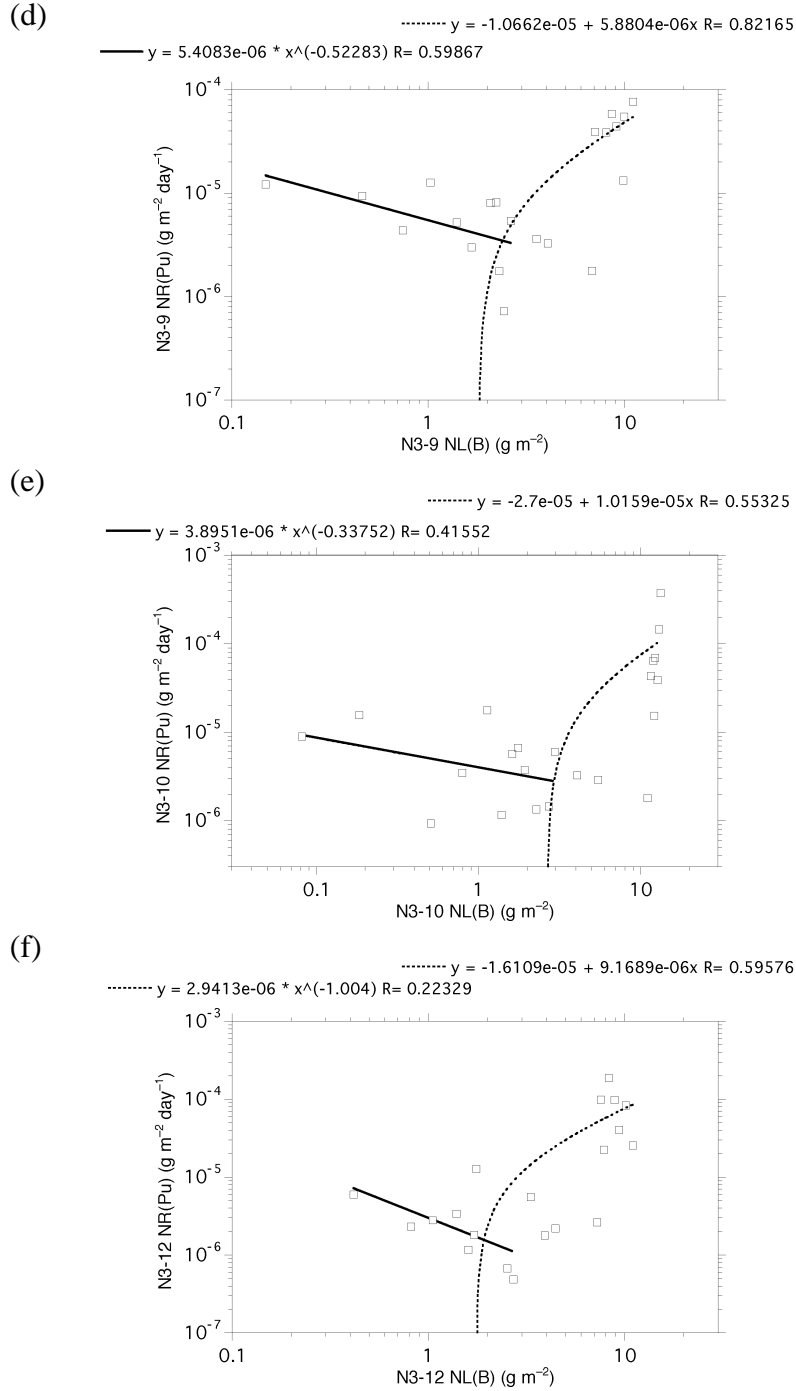 (d)
y = -1.0662e-05 + 5.8804e-06x R= 0.82165
y = 5.4083e-06 * x^(-0.52283) R= 0.59867
10⁻⁴
10⁻⁵
10⁻⁶
10⁻⁷
N3-9 NR(Pu) (g m⁻² day⁻¹)
0.1 1 10
N3-9 NL(B) (g m⁻²)
(e)
y = -2.7e-05 + 1.0159e-05x R= 0.55325
y = 3.8951e-06 * x^(-0.33752) R= 0.41552
10⁻³
10⁻⁴
10⁻⁵
10⁻⁶
N3-10 NR(Pu) (g m⁻² day⁻¹)
0.1 1 10
N3-10 NL(B) (g m⁻²)
(f)
y = -1.6109e-05 + 9.1689e-06x R= 0.59576
y = 2.9413e-06 * x^(-1.004) R= 0.22329
10⁻³
10⁻⁴
10⁻⁵
10⁻⁶
10⁻⁷
N3-12 NR(Pu) (g m⁻² day⁻¹)
0.1 1 10
N3-12 NL(B) (g m⁻²)